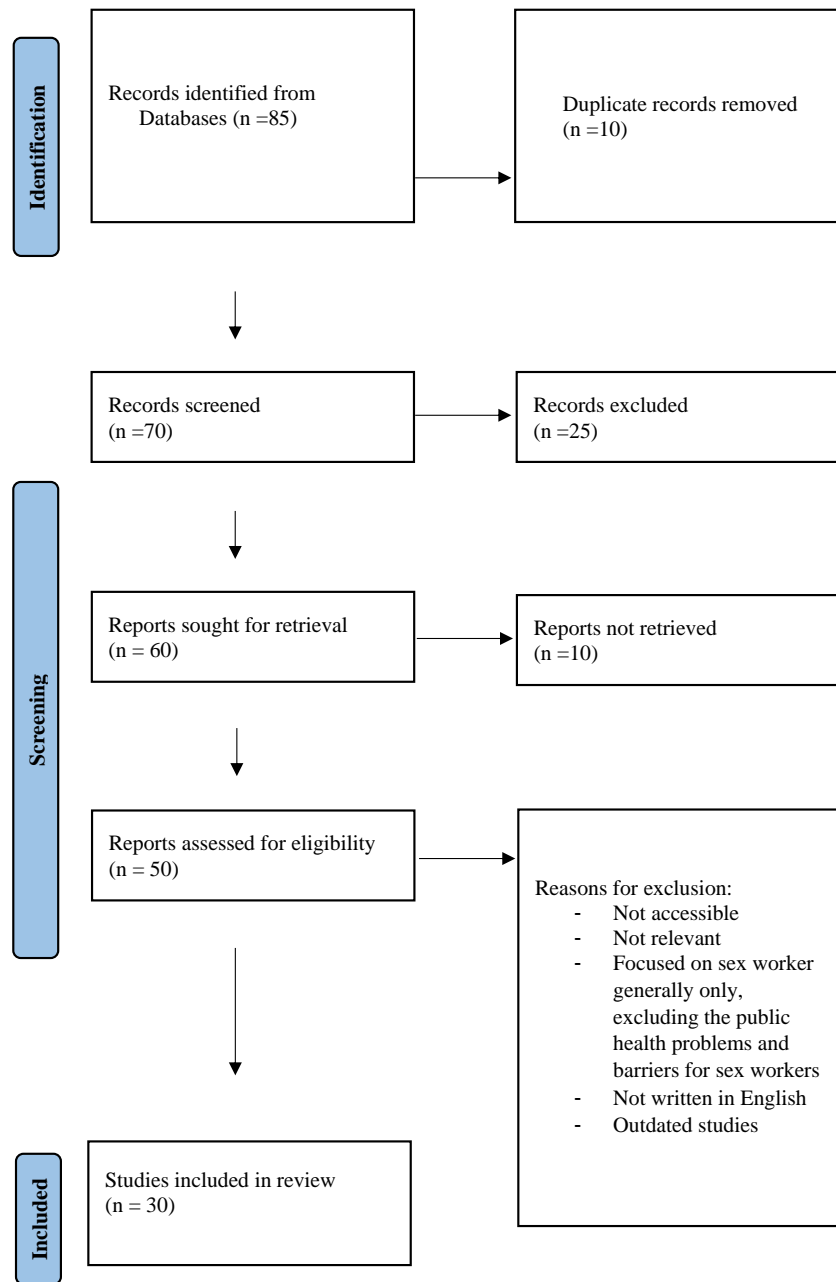 Identification
Records identified from
Databases (n =85)
Duplicate records removed
(n =10)
Records screened
(n =70)
Records excluded
(n =25)
Screening
Reports sought for retrieval
(n = 60)
Reports not retrieved
(n =10)
Reports assessed for eligibility
(n = 50)
Reasons for exclusion:
- Not accessible
- Not relevant
- Focused on sex worker
generally only,
excluding the public
health problems and
barriers for sex workers
- Not written in English
- Outdated studies
Included
Studies included in review
(n = 30)